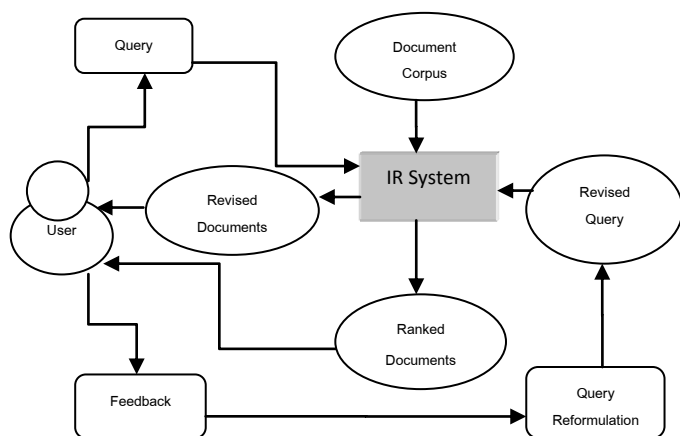 Query
Document
Corpus
IR System
Revised
Documents
Revised
Query
User
Ranked
Documents
Feedback
Query
Reformulation